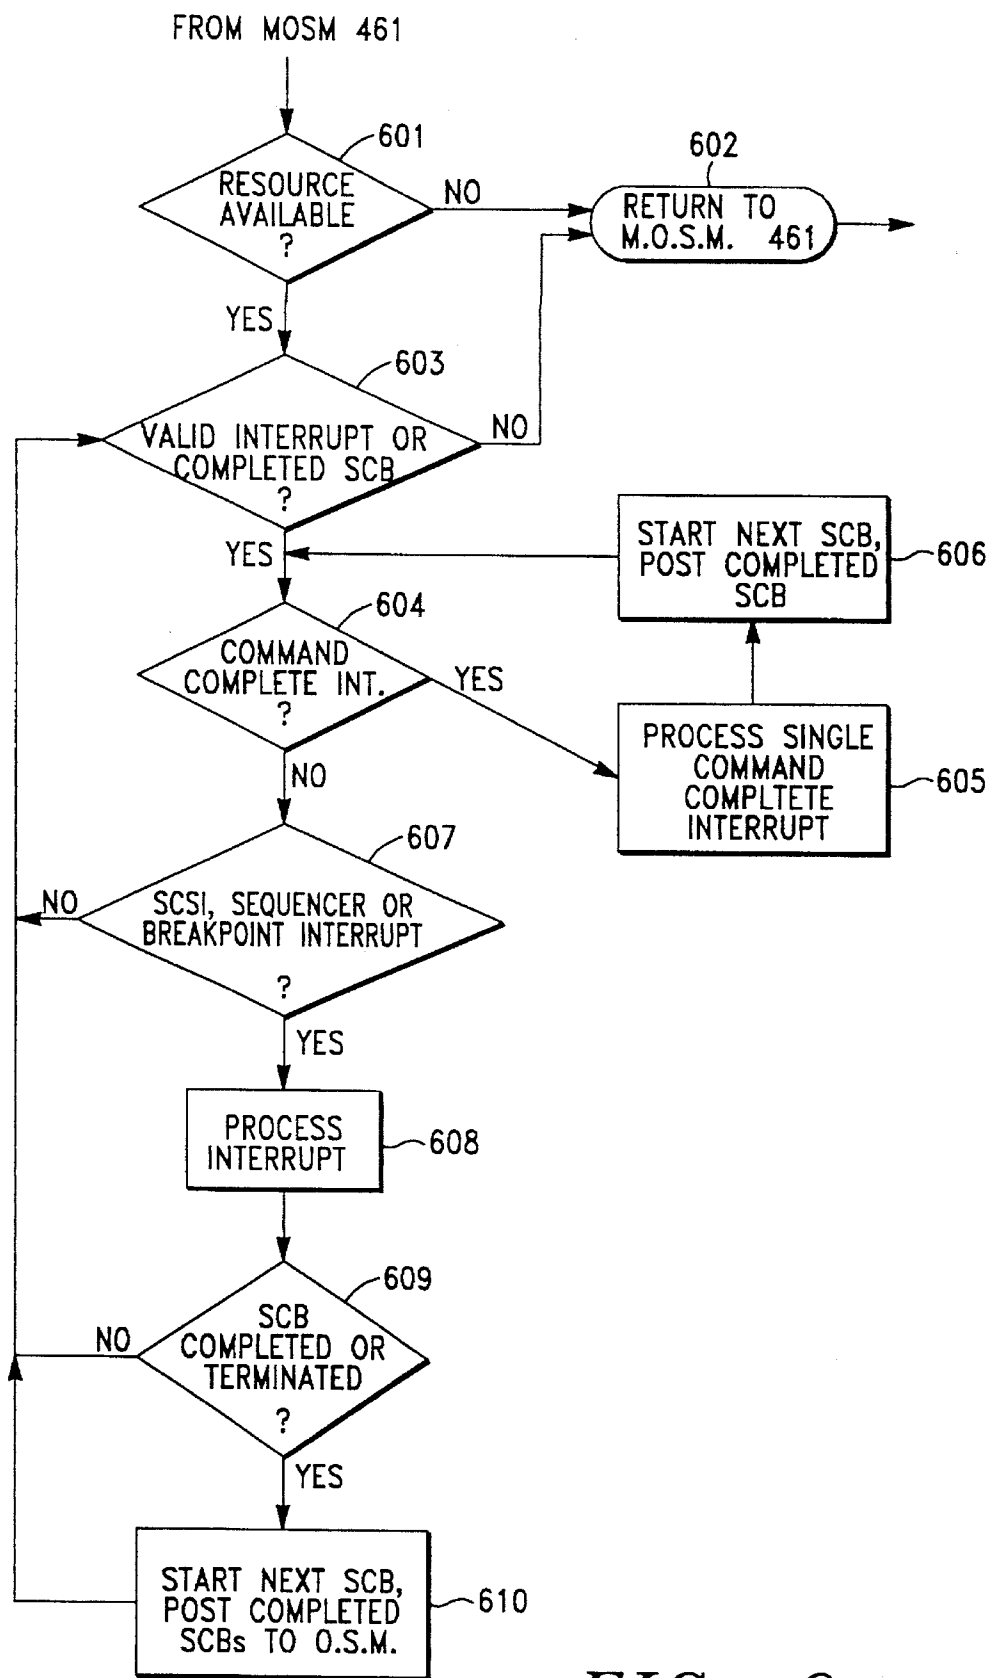 FROM MOSM 461
601
RESOURCE
AVAILABLE
?
NO
602
RETURN TO
M.O.S.M. 461
YES
603
VALID INTERRUPT OR
COMPLETED SCB
?
NO
YES
START NEXT SCB,
POST COMPLETED
SCB
606
604
COMMAND
COMPLETE INT.
?
YES
PROCESS SINGLE
COMMAND
COMPLTETE
INTERRUPT
605
NO
607
SCSI, SEQUENCER OR
BREAKPOINT INTERRUPT
?
NO
YES
PROCESS
INTERRUPT
608
609
SCB
COMPLETED OR
TERMINATED
?
NO
YES
START NEXT SCB,
POST COMPLETED
SCBs TO O.S.M.
610